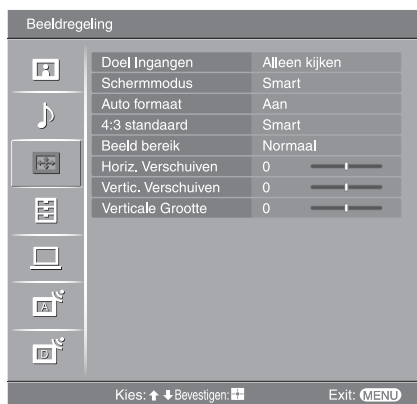 Beeldregeling
Doel Ingangen Alleen kijken
Schermmodus Smart
Auto formaat Aan
4:3 standaard Smart
Beeld bereik Normaal
Horiz. Verschuiven 0
Vertic. Verschuiven 0
Verticale Grootte 0
A
D
Kies: Bevestigen: Exit: MENU